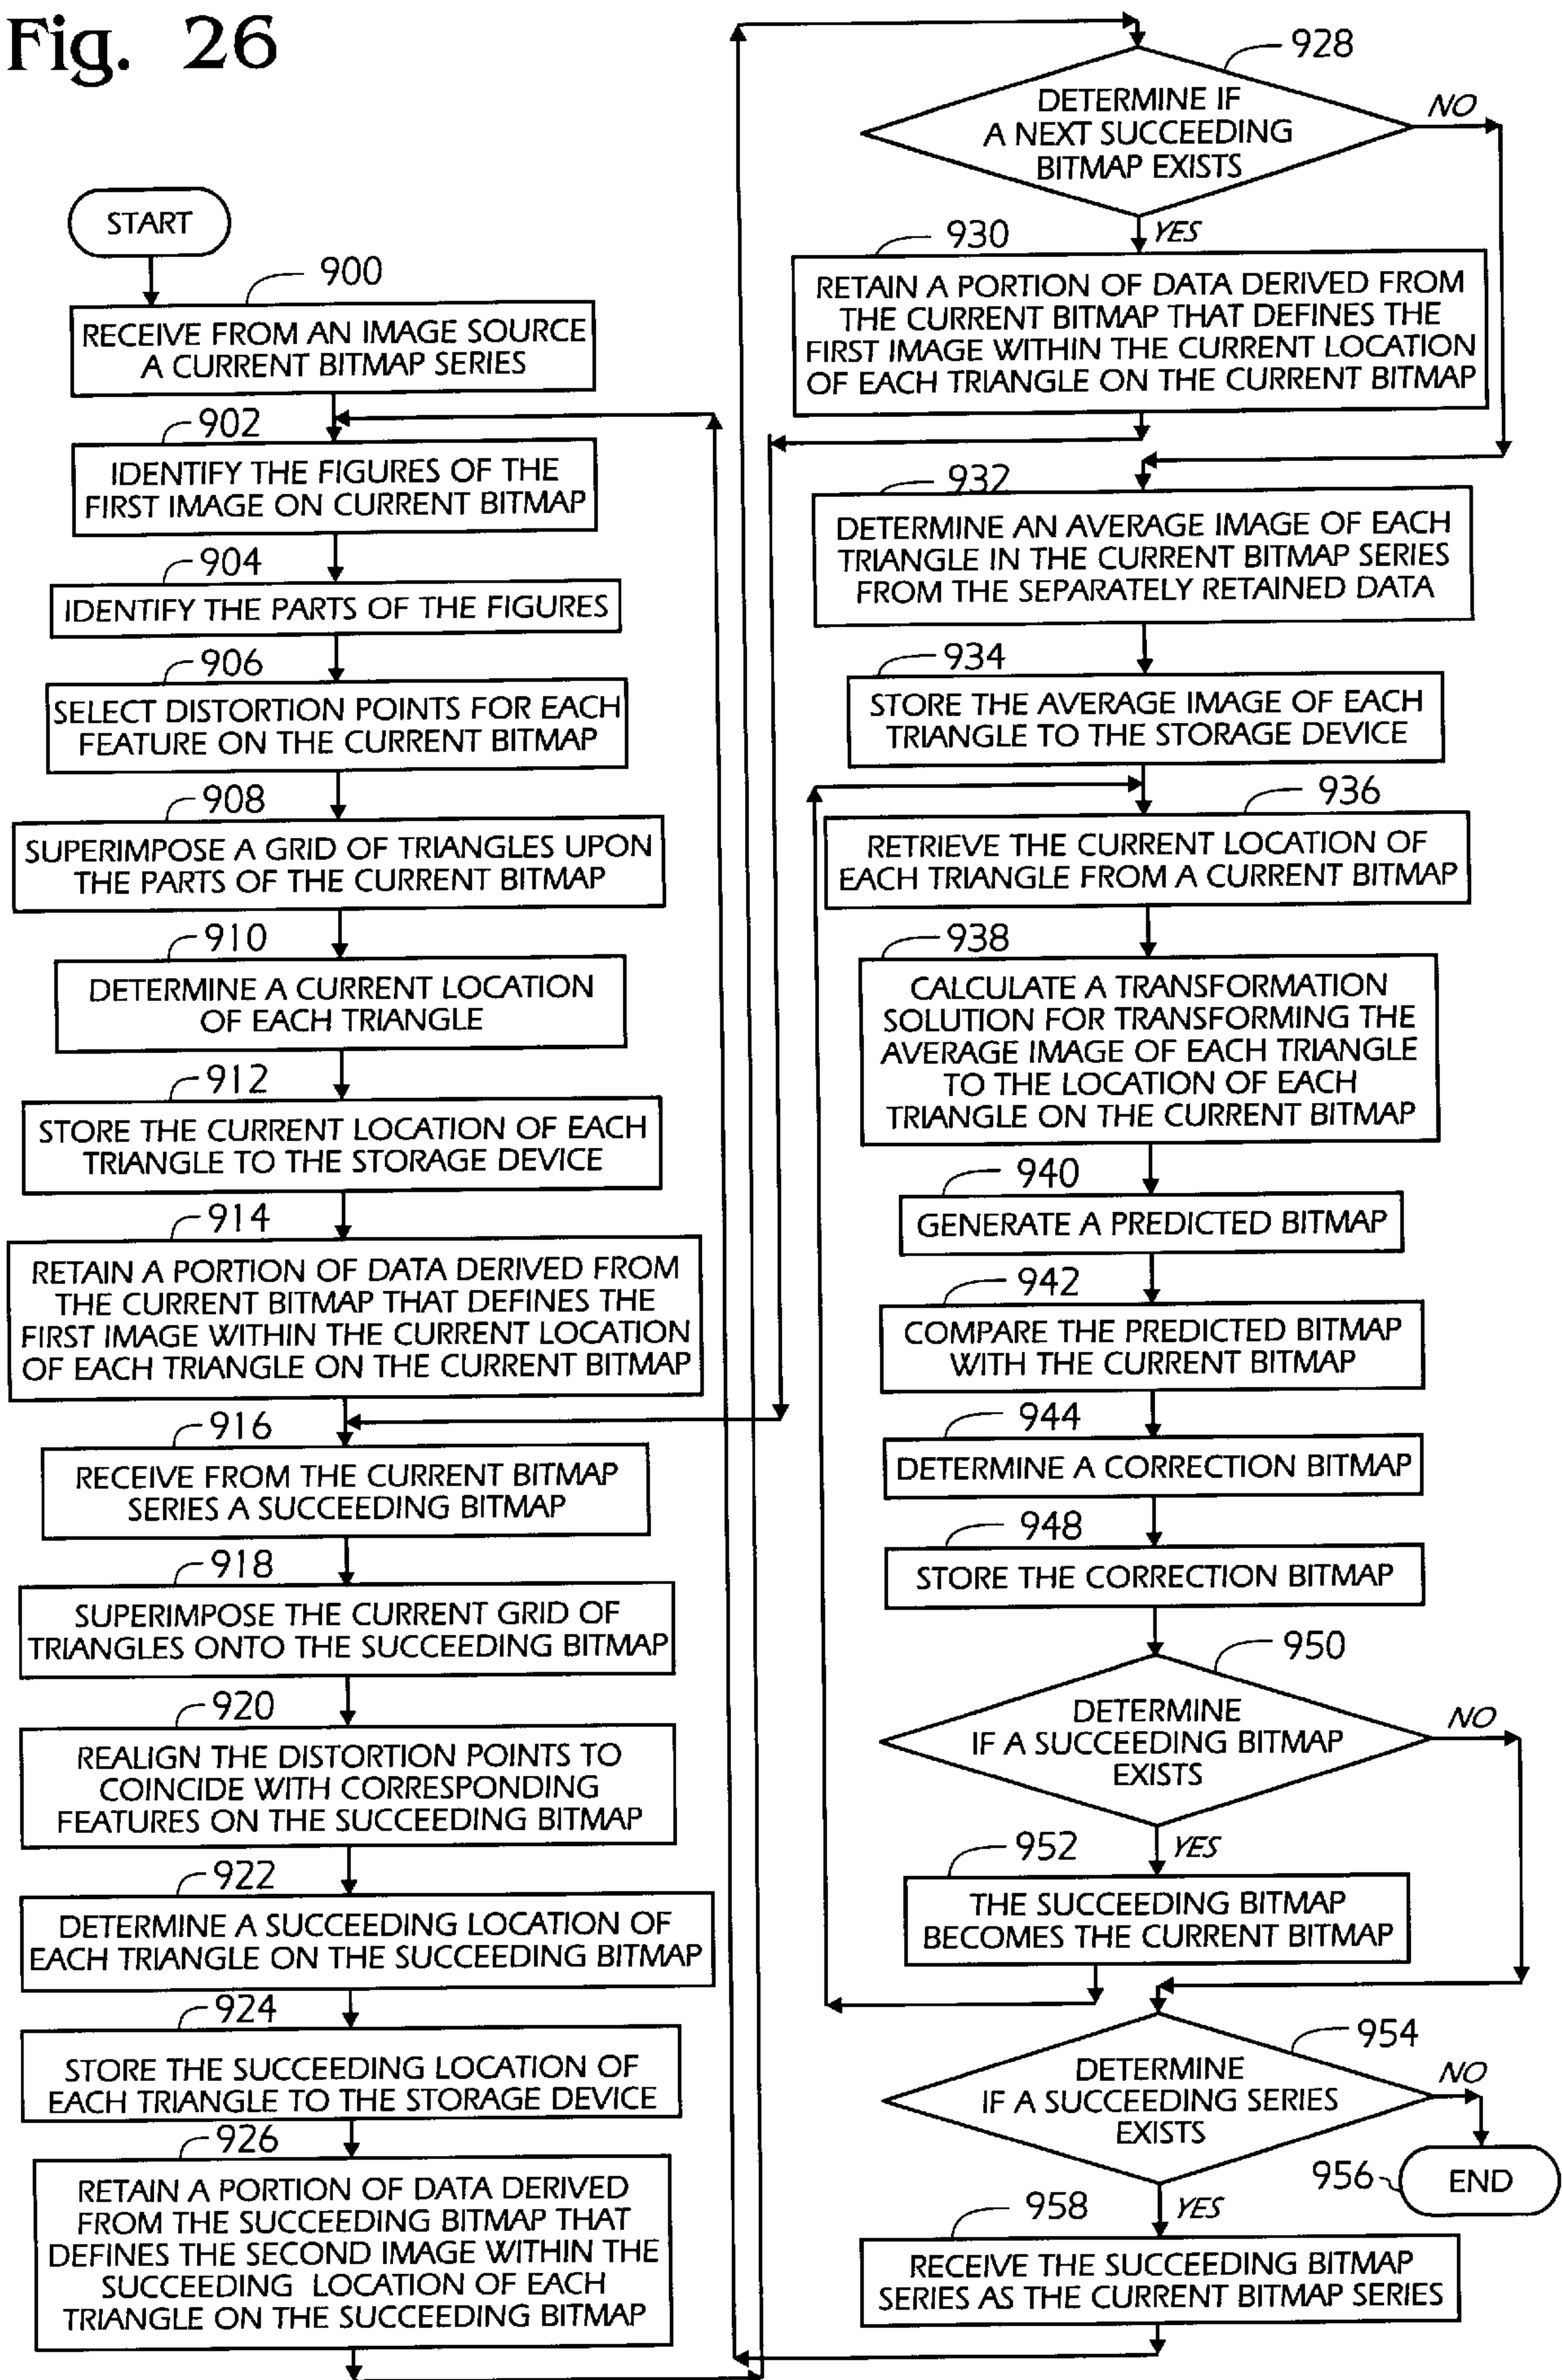 Fig. 26
START
900
RECEIVE FROM AN IMAGE SOURCE
A CURRENT BITMAP SERIES
902
IDENTIFY THE FIGURES OF THE
FIRST IMAGE ON CURRENT BITMAP
904
IDENTIFY THE PARTS OF THE FIGURES
906
SELECT DISTORTION POINTS FOR EACH
FEATURE ON THE CURRENT BITMAP
908
SUPERIMPOSE A GRID OF TRIANGLES UPON
THE PARTS OF THE CURRENT BITMAP
910
DETERMINE A CURRENT LOCATION
OF EACH TRIANGLE
912
STORE THE CURRENT LOCATION OF EACH
TRIANGLE TO THE STORAGE DEVICE
914
RETAIN A PORTION OF DATA DERIVED FROM
THE CURRENT BITMAP THAT DEFINES THE
FIRST IMAGE WITHIN THE CURRENT LOCATION
OF EACH TRIANGLE ON THE CURRENT BITMAP
916
RECEIVE FROM THE CURRENT BITMAP
SERIES A SUCCEEDING BITMAP
918
SUPERIMPOSE THE CURRENT GRID OF
TRIANGLES ONTO THE SUCCEEDING BITMAP
920
REALIGN THE DISTORTION POINTS TO
COINCIDE WITH CORRESPONDING
FEATURES ON THE SUCCEEDING BITMAP
922
DETERMINE A SUCCEEDING LOCATION OF
EACH TRIANGLE ON THE SUCCEEDING BITMAP
924
STORE THE SUCCEEDING LOCATION OF
EACH TRIANGLE TO THE STORAGE DEVICE
926
RETAIN A PORTION OF DATA DERIVED
FROM THE SUCCEEDING BITMAP THAT
DEFINES THE SECOND IMAGE WITHIN THE
SUCCEEDING LOCATION OF EACH
TRIANGLE ON THE SUCCEEDING BITMAP
928
DETERMINE IF
A NEXT SUCCEEDING
BITMAP EXISTS
NO
YES
930
RETAIN A PORTION OF DATA DERIVED FROM
THE CURRENT BITMAP THAT DEFINES THE
FIRST IMAGE WITHIN THE CURRENT LOCATION
OF EACH TRIANGLE ON THE CURRENT BITMAP
932
DETERMINE AN AVERAGE IMAGE OF EACH
TRIANGLE IN THE CURRENT BITMAP SERIES
FROM THE SEPARATELY RETAINED DATA
934
STORE THE AVERAGE IMAGE OF EACH
TRIANGLE TO THE STORAGE DEVICE
936
RETRIEVE THE CURRENT LOCATION OF
EACH TRIANGLE FROM A CURRENT BITMAP
938
CALCULATE A TRANSFORMATION
SOLUTION FOR TRANSFORMING THE
AVERAGE IMAGE OF EACH TRIANGLE
TO THE LOCATION OF EACH
TRIANGLE ON THE CURRENT BITMAP
940
GENERATE A PREDICTED BITMAP
942
COMPARE THE PREDICTED BITMAP
WITH THE CURRENT BITMAP
944
DETERMINE A CORRECTION BITMAP
948
STORE THE CORRECTION BITMAP
950
DETERMINE
IF A SUCCEEDING BITMAP
EXISTS
NO
YES
952
THE SUCCEEDING BITMAP
BECOMES THE CURRENT BITMAP
954
DETERMINE
IF A SUCCEEDING SERIES
EXISTS
NO
956
END
YES
958
RECEIVE THE SUCCEEDING BITMAP
SERIES AS THE CURRENT BITMAP SERIES